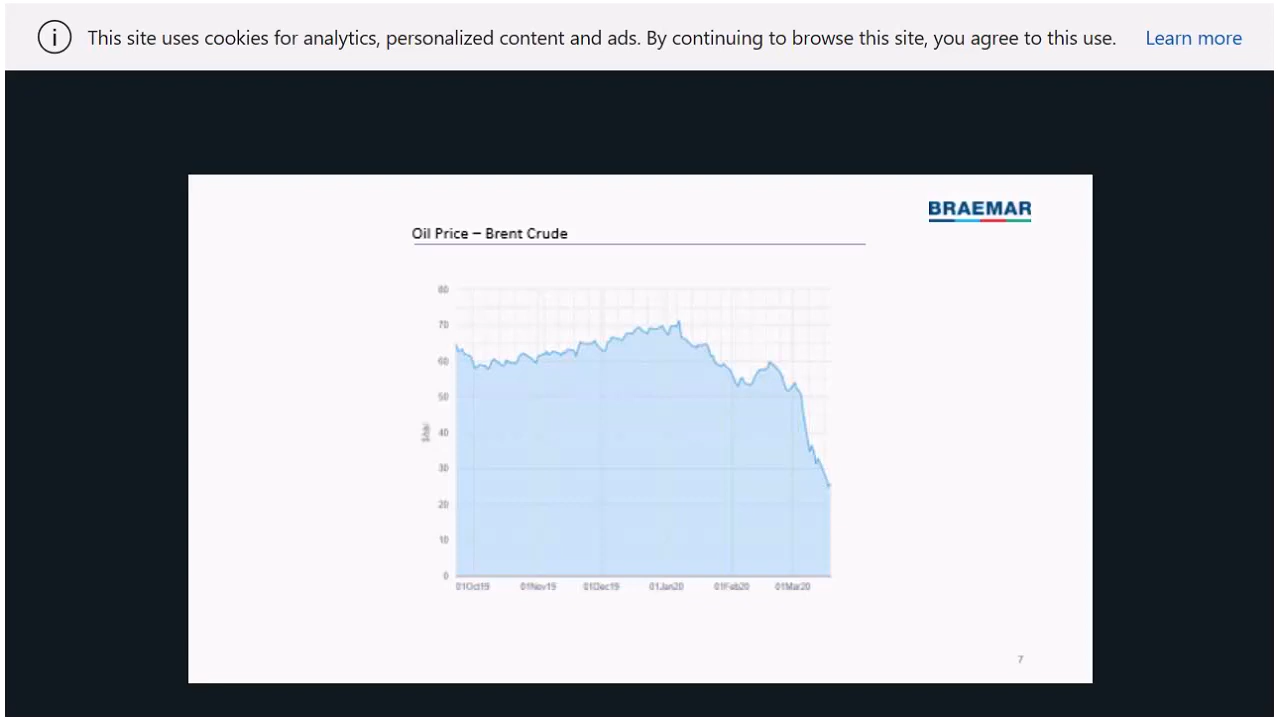 This site uses cookies for analytics, personalized content and ads. By continuing to browse this site, you agree to this use. Learn more
BRAEMAR
Oil Price – Brent Crude
80
70
60
50
40
30
20
10
0
$/bbl
01Oct19 01Nov19 01Dec19 01Jan20 01Feb20 01Mar20
7